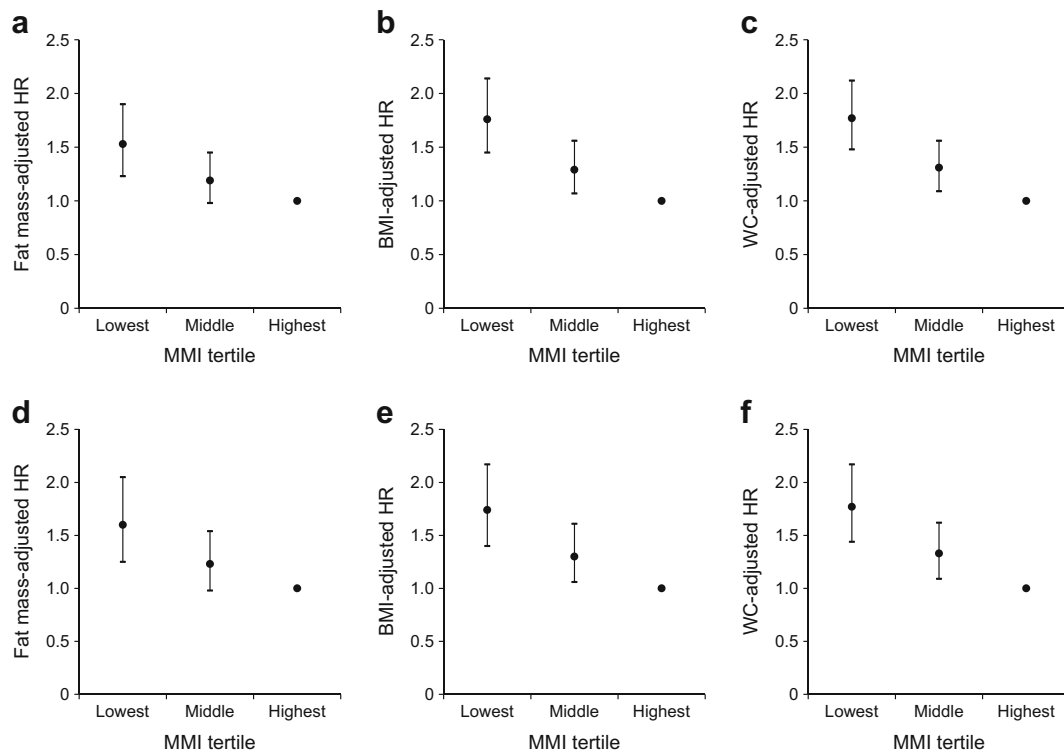 a
Fat mass-adjusted HR
2.5
2.0
1.5
1.0
0.5
0
Lowest Middle Highest
MMI tertile
b
BMI-adjusted HR
2.5
2.0
1.5
1.0
0.5
0
Lowest Middle Highest
MMI tertile
c
WC-adjusted HR
2.5
2.0
1.5
1.0
0.5
0
Lowest Middle Highest
MMI tertile
d
Fat mass-adjusted HR
2.5
2.0
1.5
1.0
0.5
0
Lowest Middle Highest
MMI tertile
e
BMI-adjusted HR
2.5
2.0
1.5
1.0
0.5
0
Lowest Middle Highest
MMI tertile
f
WC-adjusted HR
2.5
2.0
1.5
1.0
0.5
0
Lowest Middle Highest
MMI tertile